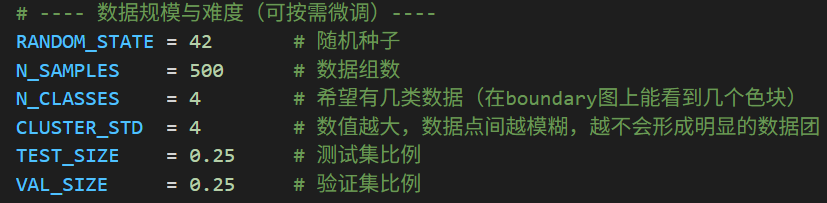 # ---- 数据规模与难度（可按需微调）----
RANDOM_STATE = 42 # 随机种子
N_SAMPLES = 500 # 数据组数
N_CLASSES = 4 # 希望有几类数据（在boundary图上能看到几个色块）
CLUSTER_STD = 4 # 数值越大，数据点间越模糊，越不会形成明显的数据团
TEST_SIZE = 0.25 # 测试集比例
VAL_SIZE = 0.25 # 验证集比例